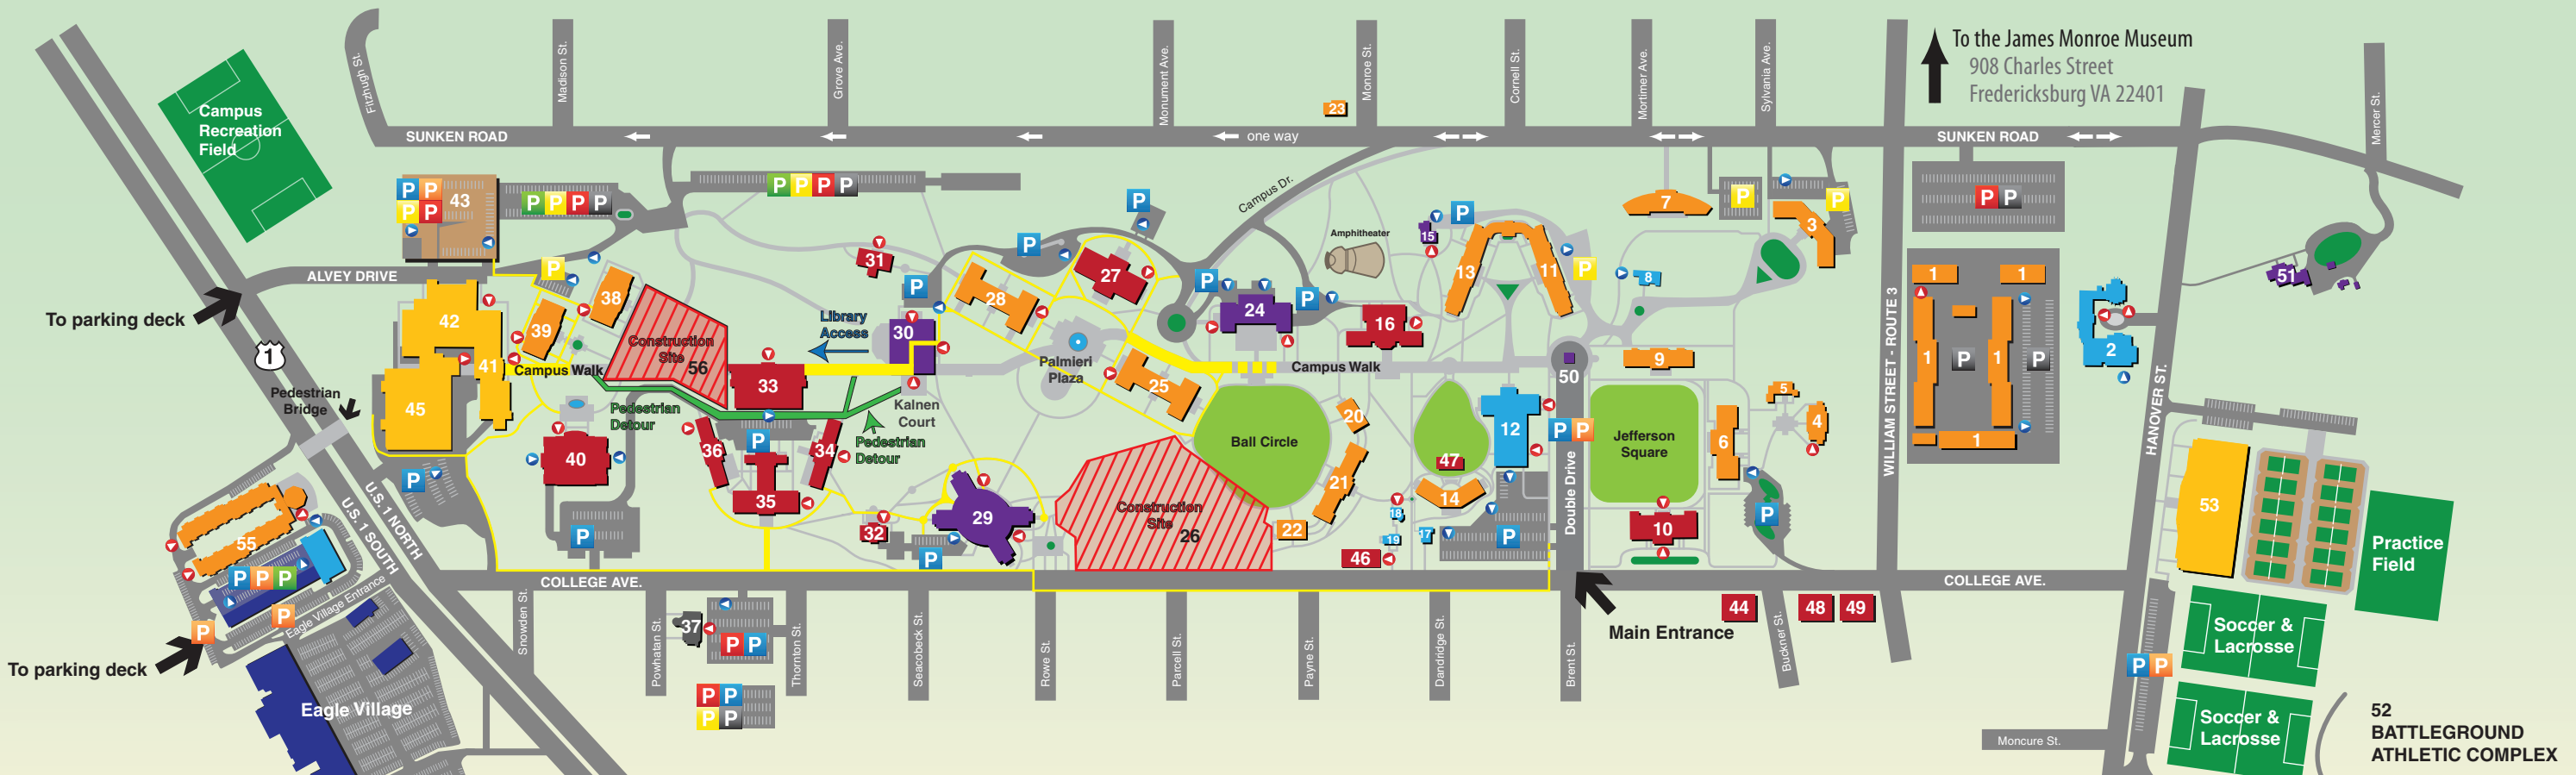 To the James Monroe Museum
908 Charles Street
Fredericksburg VA 22401
Fitzhugh St.
Madison St.
Grove Ave.
Monument Ave.
Monroe St.
Cornell St.
Mortimer Ave.
Sylvania Ave.
Mercer St.
23
SUNKEN ROAD
one way
SUNKEN ROAD
Campus
Recreation
Field
P P
P P
43
P P P P
P P P P
P
P
Campus Dr.
Amphitheater
15
P
7
P
P
3
P P
ALVEY DRIVE
To parking deck
1
P
38
39
42
41
45
31
P
28
27
P
24
P
13
11
P
8
16
1
1
1
1
1
P
P
51
2
Construction
Site
56
Library
Access
30
33
Campus Walk
Palmieri
Plaza
25
Campus Walk
50
9
WILLIAM STREET - ROUTE 3
HANOVER ST.
Pedestrian
Bridge
Pedestrian
Detour
Kalnen
Court
Pedestrian
Detour
36
P
34
35
40
P
P
Ball Circle
20
21
22
47
14
12
P P
Jefferson
Square
6
5
4
10
P
Double Drive
Construction
Site
26
29
32
P
18
19
17
46
P
53
Practice
Field
U.S. 1 NORTH
U.S. 1 SOUTH
55
P P P
P
P
Eagle Village Entrance
To parking deck
Eagle Village
COLLEGE AVE.
COLLEGE AVE.
Snowden St.
Powhatan St.
37
P P
Thornton St.
Seacobeck St.
Rowe St.
Parcell St.
Payne St.
Dandridge St.
Brent St.
Main Entrance
44
Buckner St.
48
49
P P
P P
P P
Soccer &
Lacrosse
Soccer &
Lacrosse
Moncure St.
52
BATTLEGROUND
ATHLETIC COMPLEX